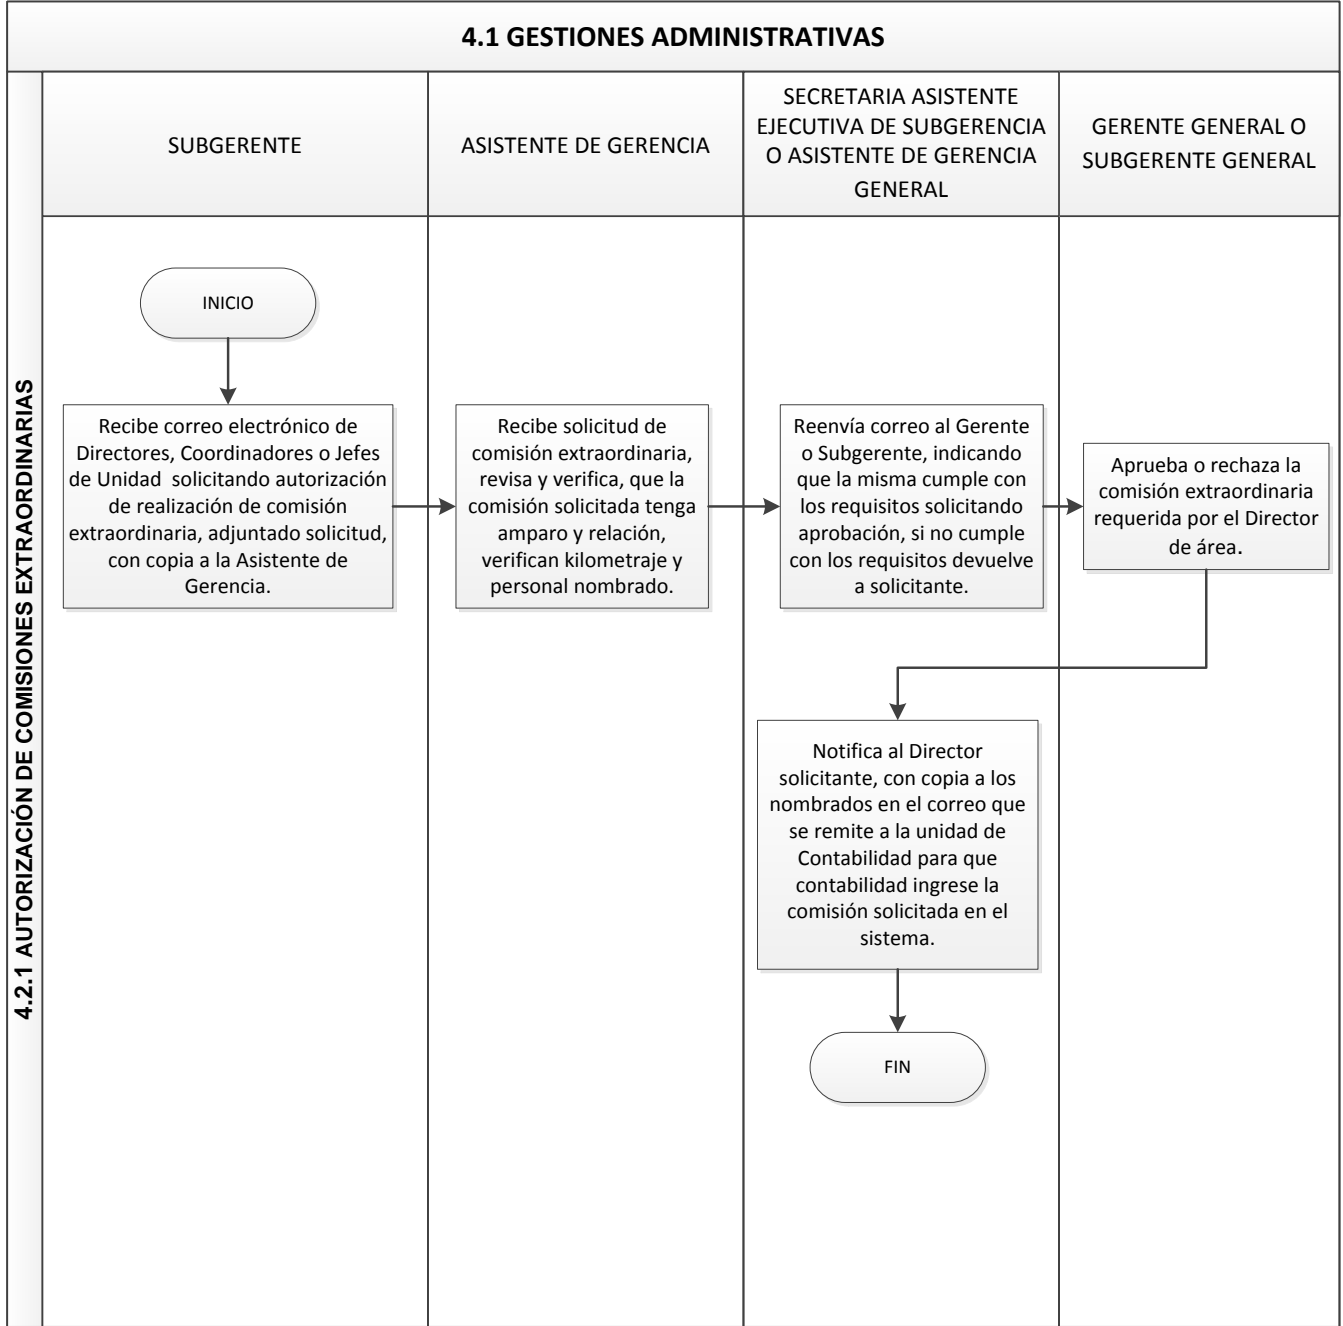 4.1 GESTIONES ADMINISTRATIVAS
4.2.1 AUTORIZACIÓN DE COMISIONES EXTRAORDINARIAS
SUBGERENTE
ASISTENTE DE GERENCIA
SECRETARIA ASISTENTE
EJECUTIVA DE SUBGERENCIA
O ASISTENTE DE GERENCIA
GENERAL
GERENTE GENERAL O
SUBGERENTE GENERAL
INICIO
Recibe correo electrónico de
Directores, Coordinadores o Jefes
de Unidad solicitando autorización
de realización de comisión
extraordinaria, adjuntado solicitud,
con copia a la Asistente de
Gerencia.
Recibe solicitud de
comisión extraordinaria,
revisa y verifica, que la
comisión solicitada tenga
amparo y relación,
verifican kilometraje y
personal nombrado.
Reenvía correo al Gerente
o Subgerente, indicando
que la misma cumple con
los requisitos solicitando
aprobación, si no cumple
con los requisitos devuelve
a solicitante.
Aprueba o rechaza la
comisión extraordinaria
requerida por el Director
de área.
Notifica al Director
solicitante, con copia a los
nombrados en el correo que
se remite a la unidad de
Contabilidad para que
contabilidad ingrese la
comisión solicitada en el
sistema.
FIN